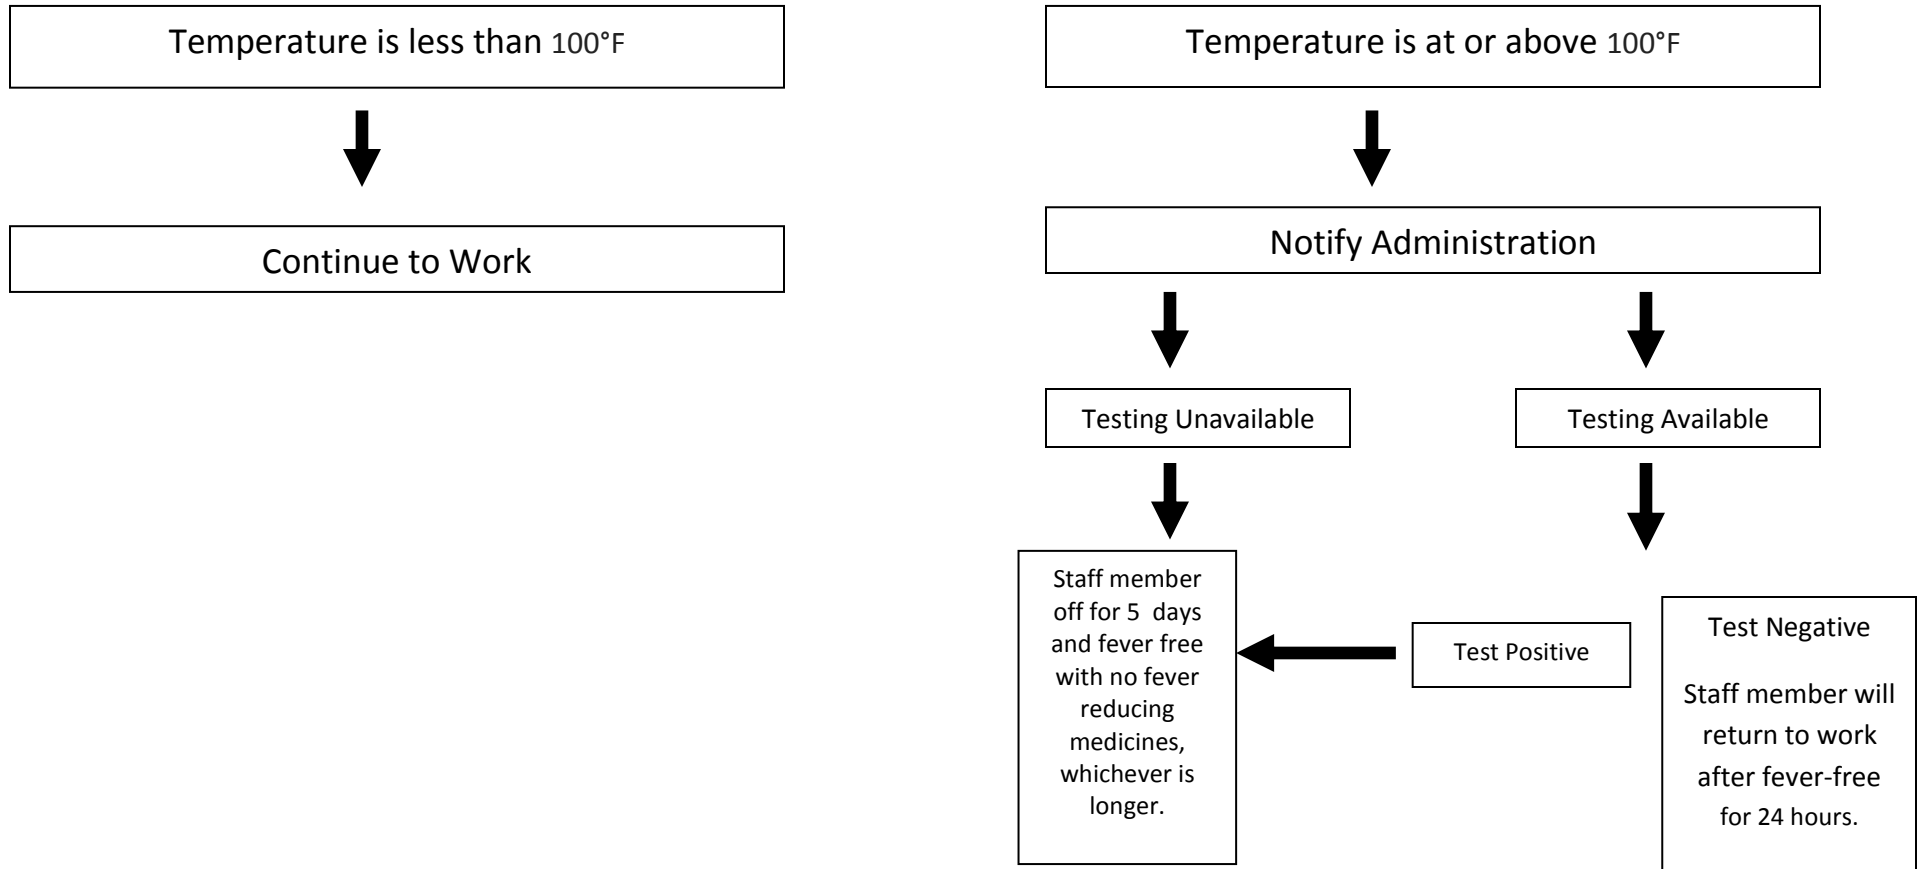 Temperature is less than 100°F
Continue to Work
Temperature is at or above 100°F
Notify Administration
Testing Unavailable
Testing Available
Staff member
off for 5 days
and fever free
with no fever
reducing
medicines,
whichever is
longer.
Test Positive
Test Negative
Staff member will
return to work
after fever-free
for 24 hours.